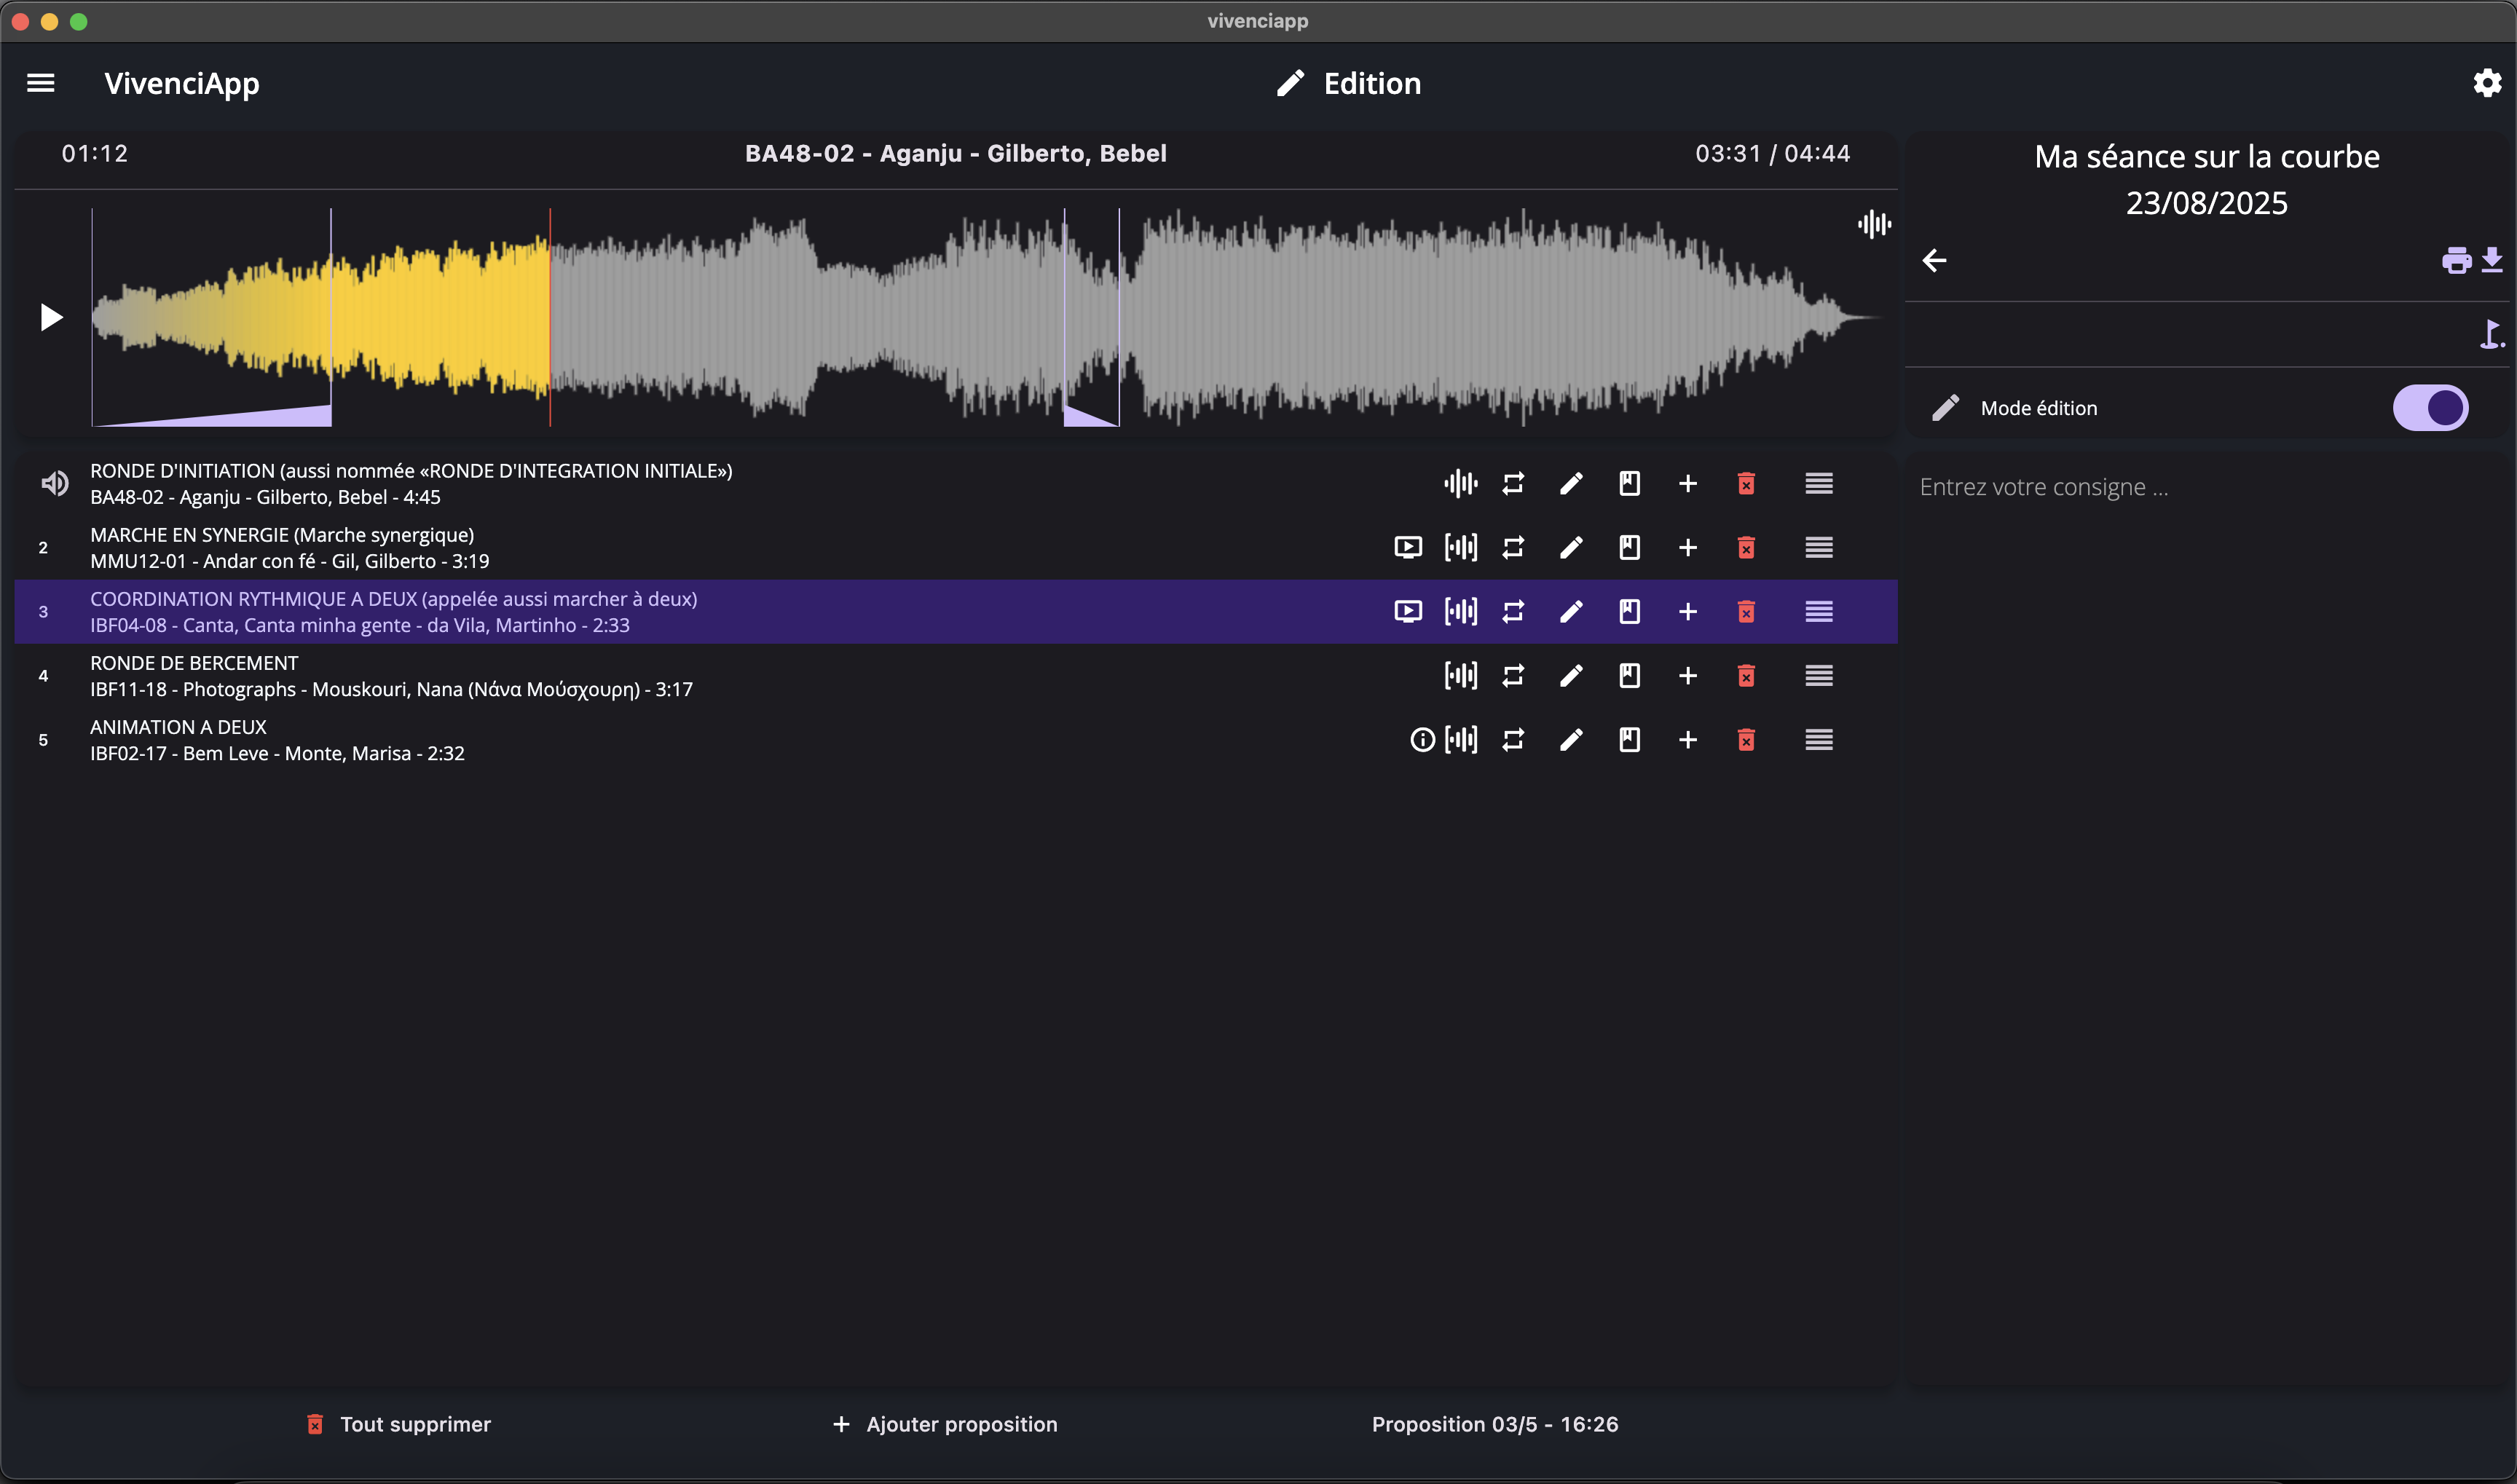 vivenciapp
VivenciApp
Edition
01:12
BA48-02 - Aganju - Gilberto, Bebel
03:31 / 04:44
Ma séance sur la courbe
23/08/2025
Mode édition
RONDE D'INITIATION (aussi nommée «RONDE D'INTEGRATION INITIALE»)
BA48-02 - Aganju - Gilberto, Bebel - 4:45
2
MARCHE EN SYNERGIE (Marche synergique)
MMU12-01 - Andar con fé - Gil, Gilberto - 3:19
3
COORDINATION RYTHMIQUE A DEUX (appelée aussi marcher à deux)
IBF04-08 - Canta, Canta minha gente - da Vila, Martinho - 2:33
4
RONDE DE BERCEMENT
IBF11-18 - Photographs - Mouskouri, Nana (Νάνα Μούσχουρη) - 3:17
5
ANIMATION A DEUX
IBF02-17 - Bem Leve - Monte, Marisa - 2:32
Entrez votre consigne ...
Tout supprimer
Ajouter proposition
Proposition 03/5 - 16:26